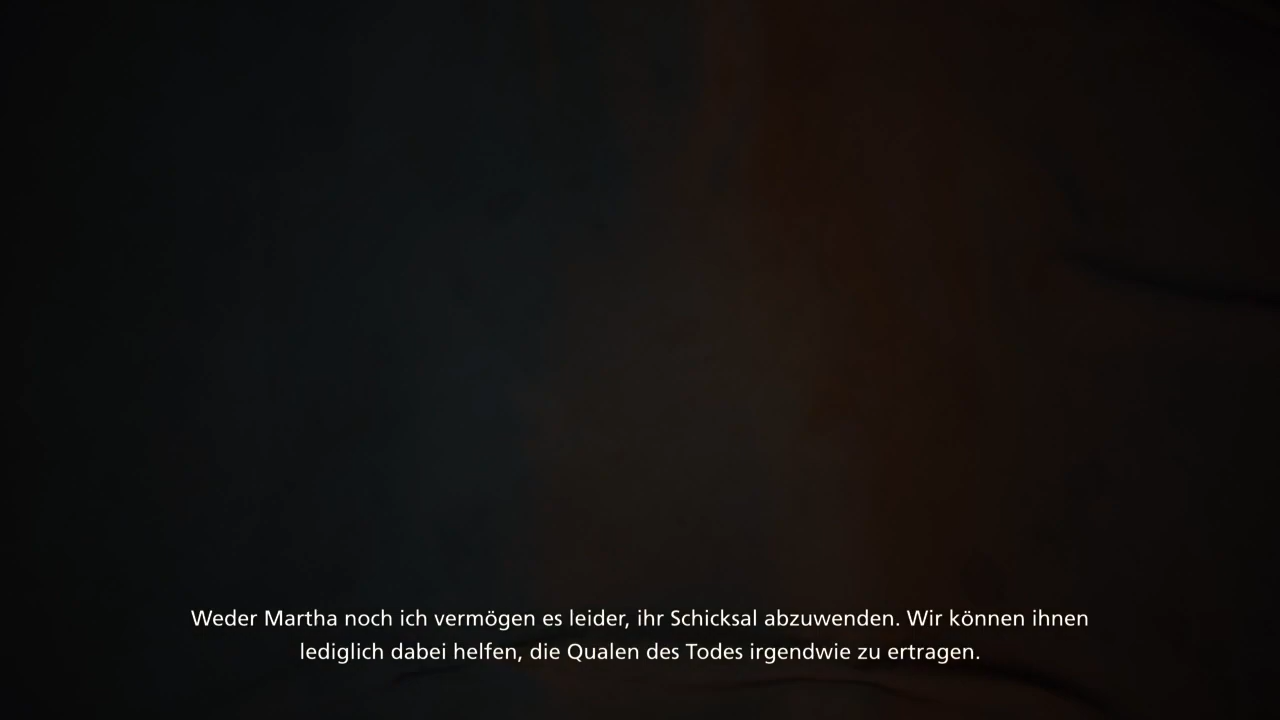 Weder Martha noch ich vermögen es leider, ihr Schicksal abzuwenden. Wir können ihnen
lediglich dabei helfen, die Qualen des Todes irgendwie zu ertragen.